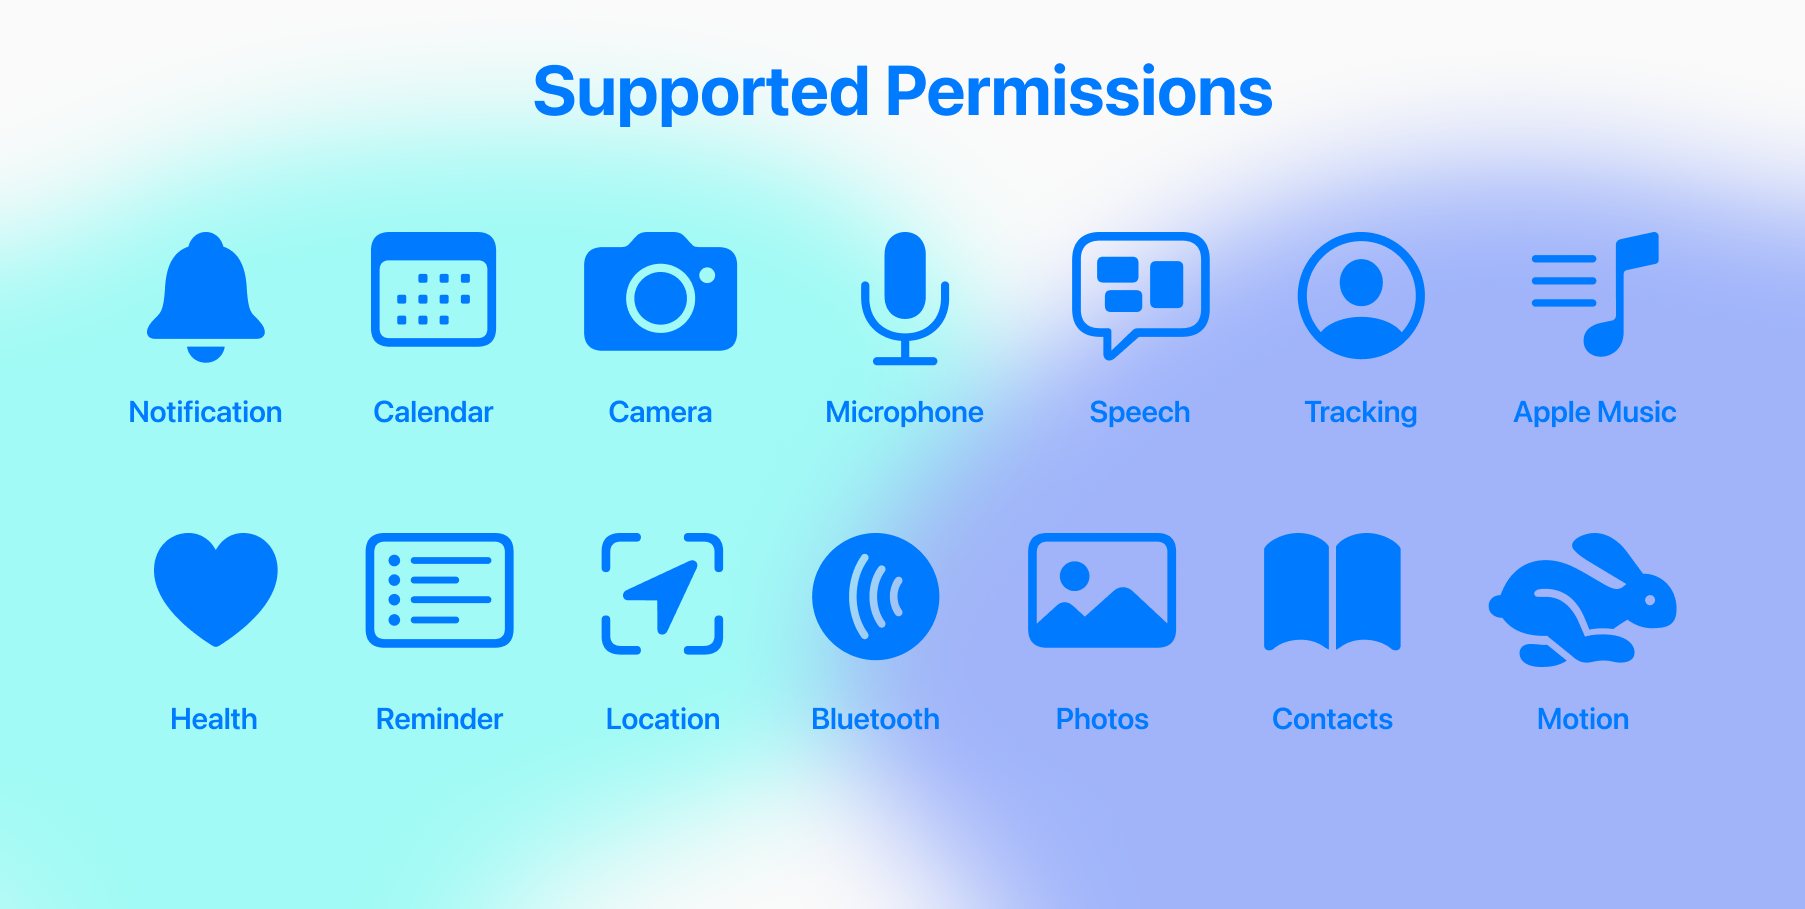 Supported Permissions
Notification
Calendar
Camera
Microphone
Speech
Tracking
Apple Music
Health
Reminder
Location
Bluetooth
Photos
Contacts
Motion